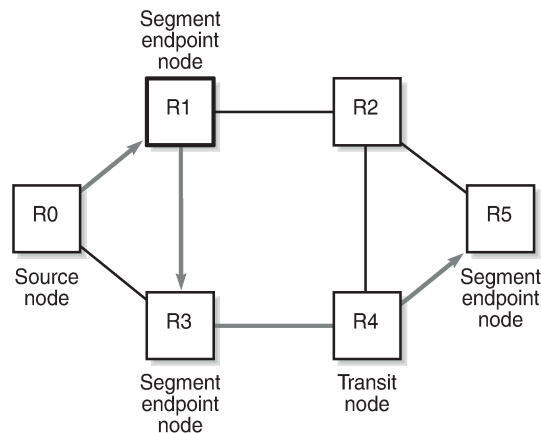 Segment
endpoint
node
R1
R2
R0
R5
Source
node
Segment
endpoint
node
R3
R4
Segment
endpoint
node
Transit
node